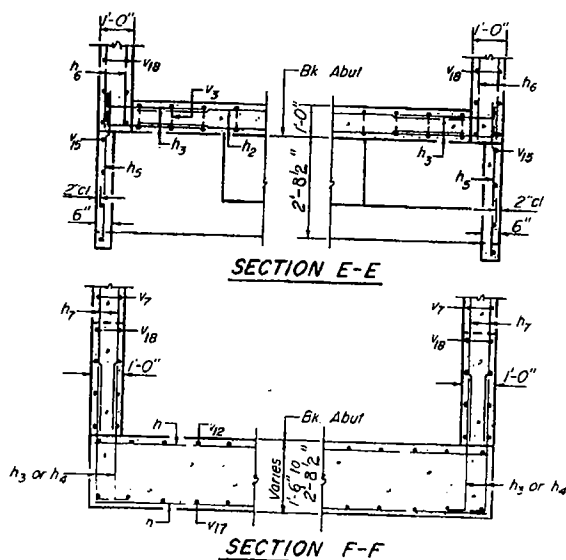 1'-0" 1'-0"
v18 v18
h6 v3 Bk Abut h6
1'-0"
v15 h3 h2 h3 v15
h5 2'-8½" h5
2"cl 2"cl
6" 6"
SECTION E-E
v7 v7
h7 h7
v18 v18
1'-0" 1'-0"
h v12 Bk Abut
Varies
1'-6" to
2'-8½"
h3 or h4 h3 or h4
v17
SECTION F-F